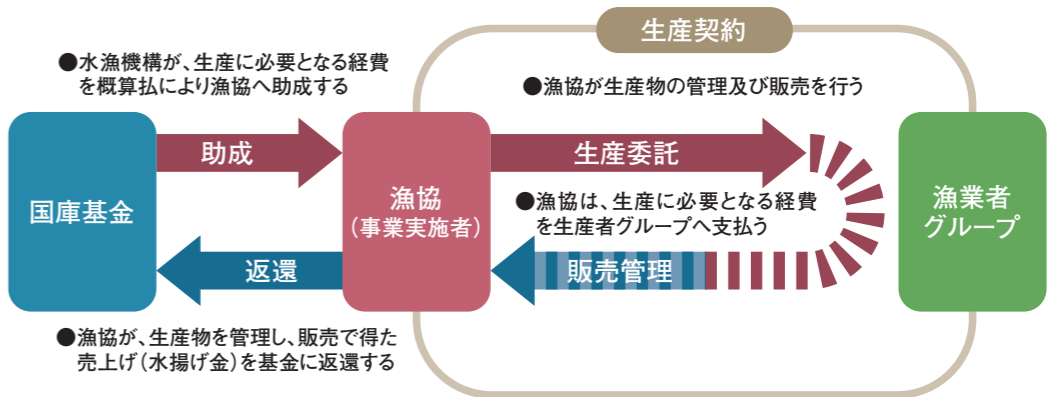 生産契約
●水漁機構が、生産に必要となる経費
を概算払により漁協へ助成する
●漁協が生産物の管理及び販売を行う
助成
生産委託
国庫基金
漁協
（事業実施者）
●漁協は、生産に必要となる経費
を生産者グループへ支払う
漁業者
グループ
返還
販売管理
●漁協が、生産物を管理し、販売で得た
売上げ（水揚げ金）を基金に返還する